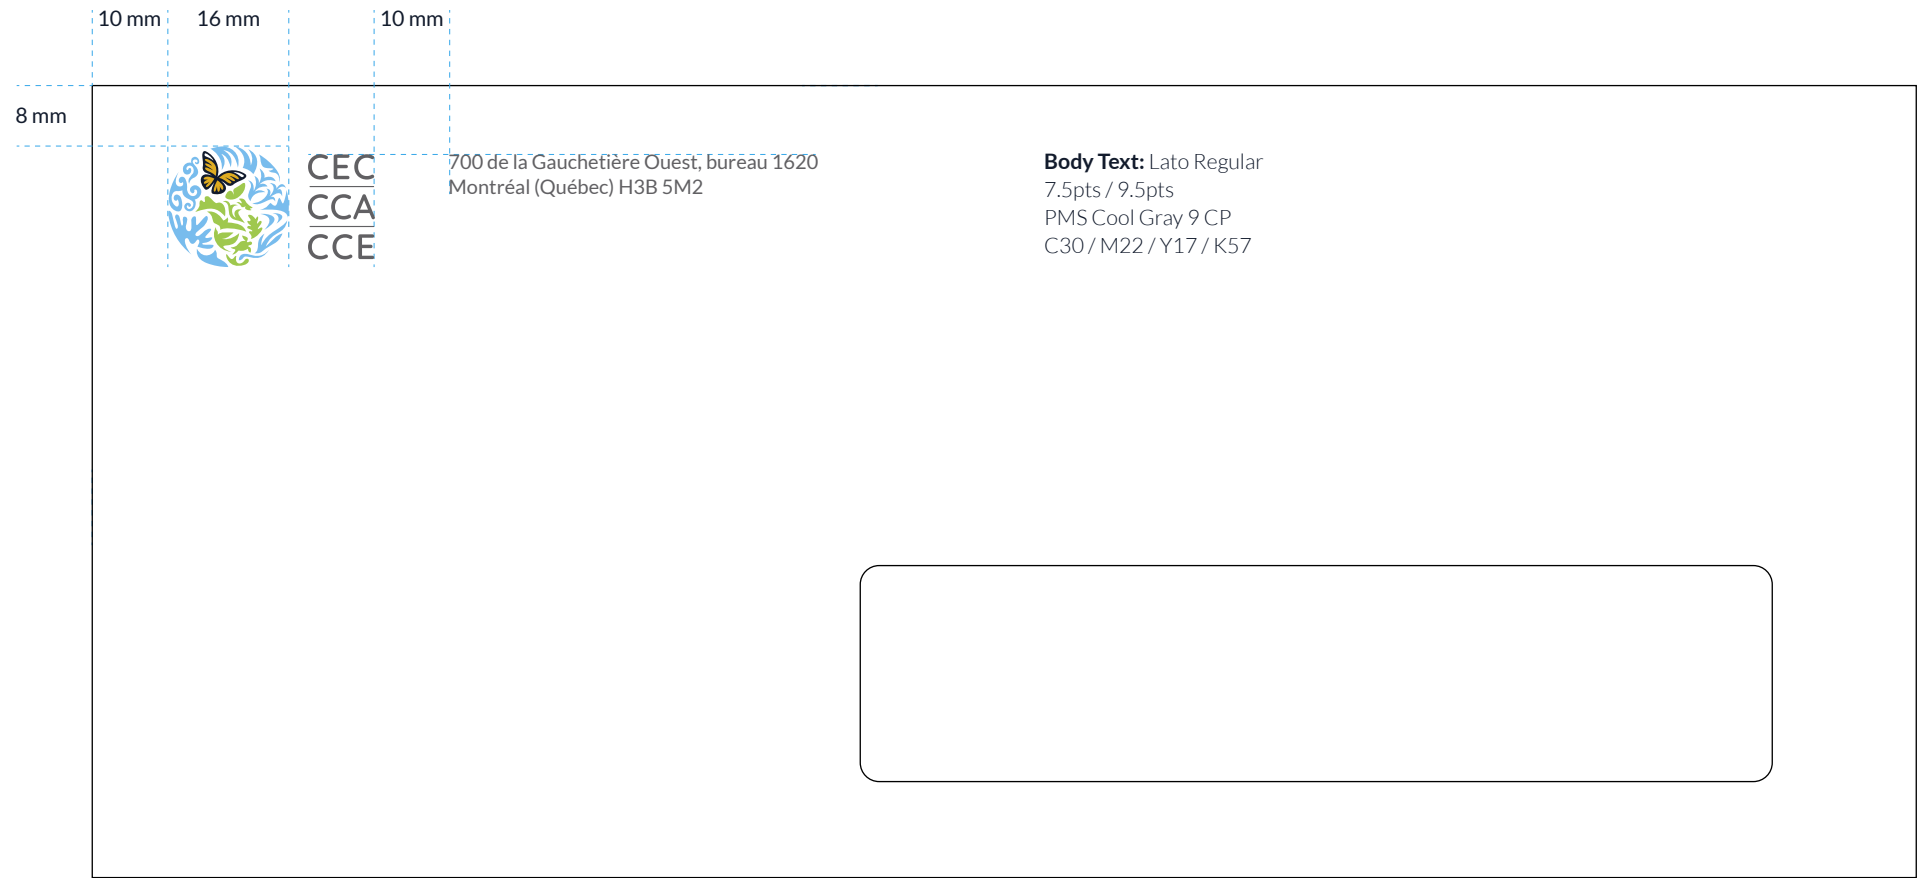 10 mm
16 mm
10 mm
8 mm
CEC
CCA
CCE
700 de la Gauchetière Ouest, bureau 1620
Montréal (Québec) H3B 5M2
Body Text: Lato Regular
7.5pts / 9.5pts
PMS Cool Gray 9 CP
C30 / M22 / Y17 / K57